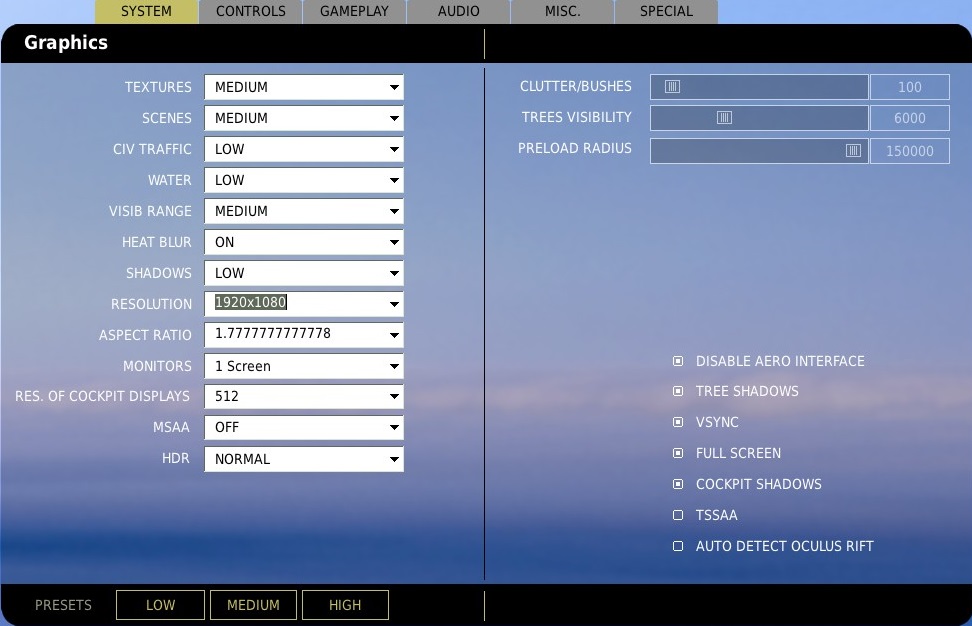 SYSTEM CONTROLS GAMEPLAY AUDIO MISC. SPECIAL
Graphics
TEXTURES MEDIUM
SCENES MEDIUM
CIV TRAFFIC LOW
WATER LOW
VISIB RANGE MEDIUM
HEAT BLUR ON
SHADOWS LOW
RESOLUTION 1920x1080
ASPECT RATIO 1.7777777777778
MONITORS 1 Screen
RES. OF COCKPIT DISPLAYS 512
MSAA OFF
HDR NORMAL
CLUTTER/BUSHES 100
TREES VISIBILITY 6000
PRELOAD RADIUS 150000
DISABLE AERO INTERFACE
TREE SHADOWS
VSYNC
FULL SCREEN
COCKPIT SHADOWS
TSSAA
AUTO DETECT OCULUS RIFT
PRESETS LOW MEDIUM HIGH